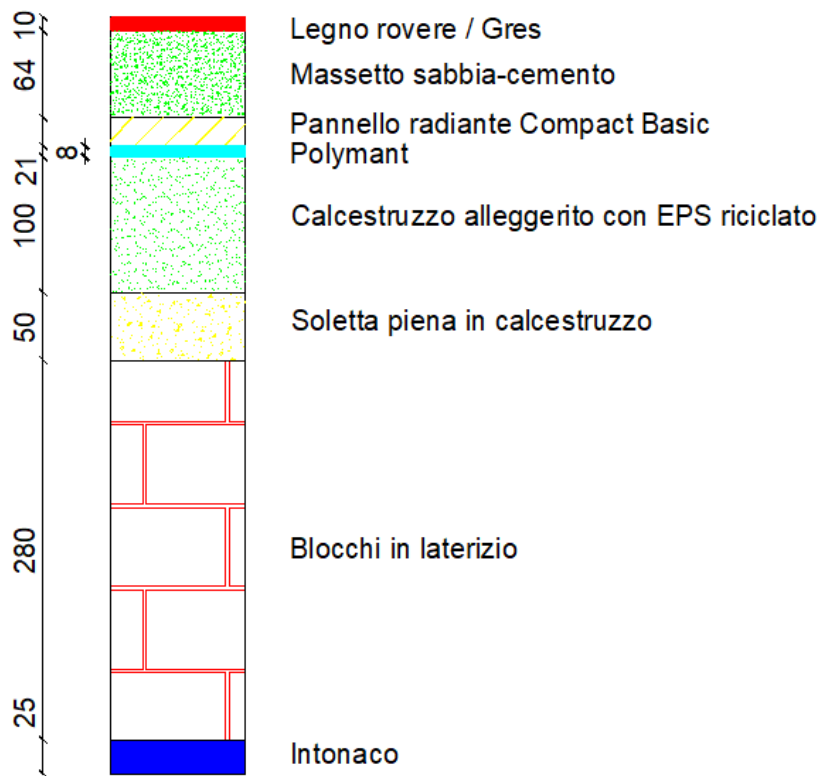 10
Legno rovere / Gres
64
Massetto sabbia-cemento
Pannello radiante Compact Basic
8
Polymant
21
100
Calcestruzzo alleggerito con EPS riciclato
50
Soletta piena in calcestruzzo
280
Blocchi in laterizio
25
Intonaco